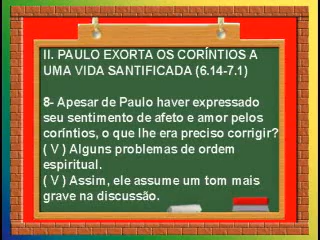 II. PAULO EXORTA OS CORÍNTIOS A
UMA VIDA SANTIFICADA (6.14-7.1)
8- Apesar de Paulo haver expressado
seu sentimento de afeto e amor pelos
coríntios, o que lhe era preciso corrigir?
( V ) Alguns problemas de ordem
espiritual.
( V ) Assim, ele assume um tom mais
grave na discussão.